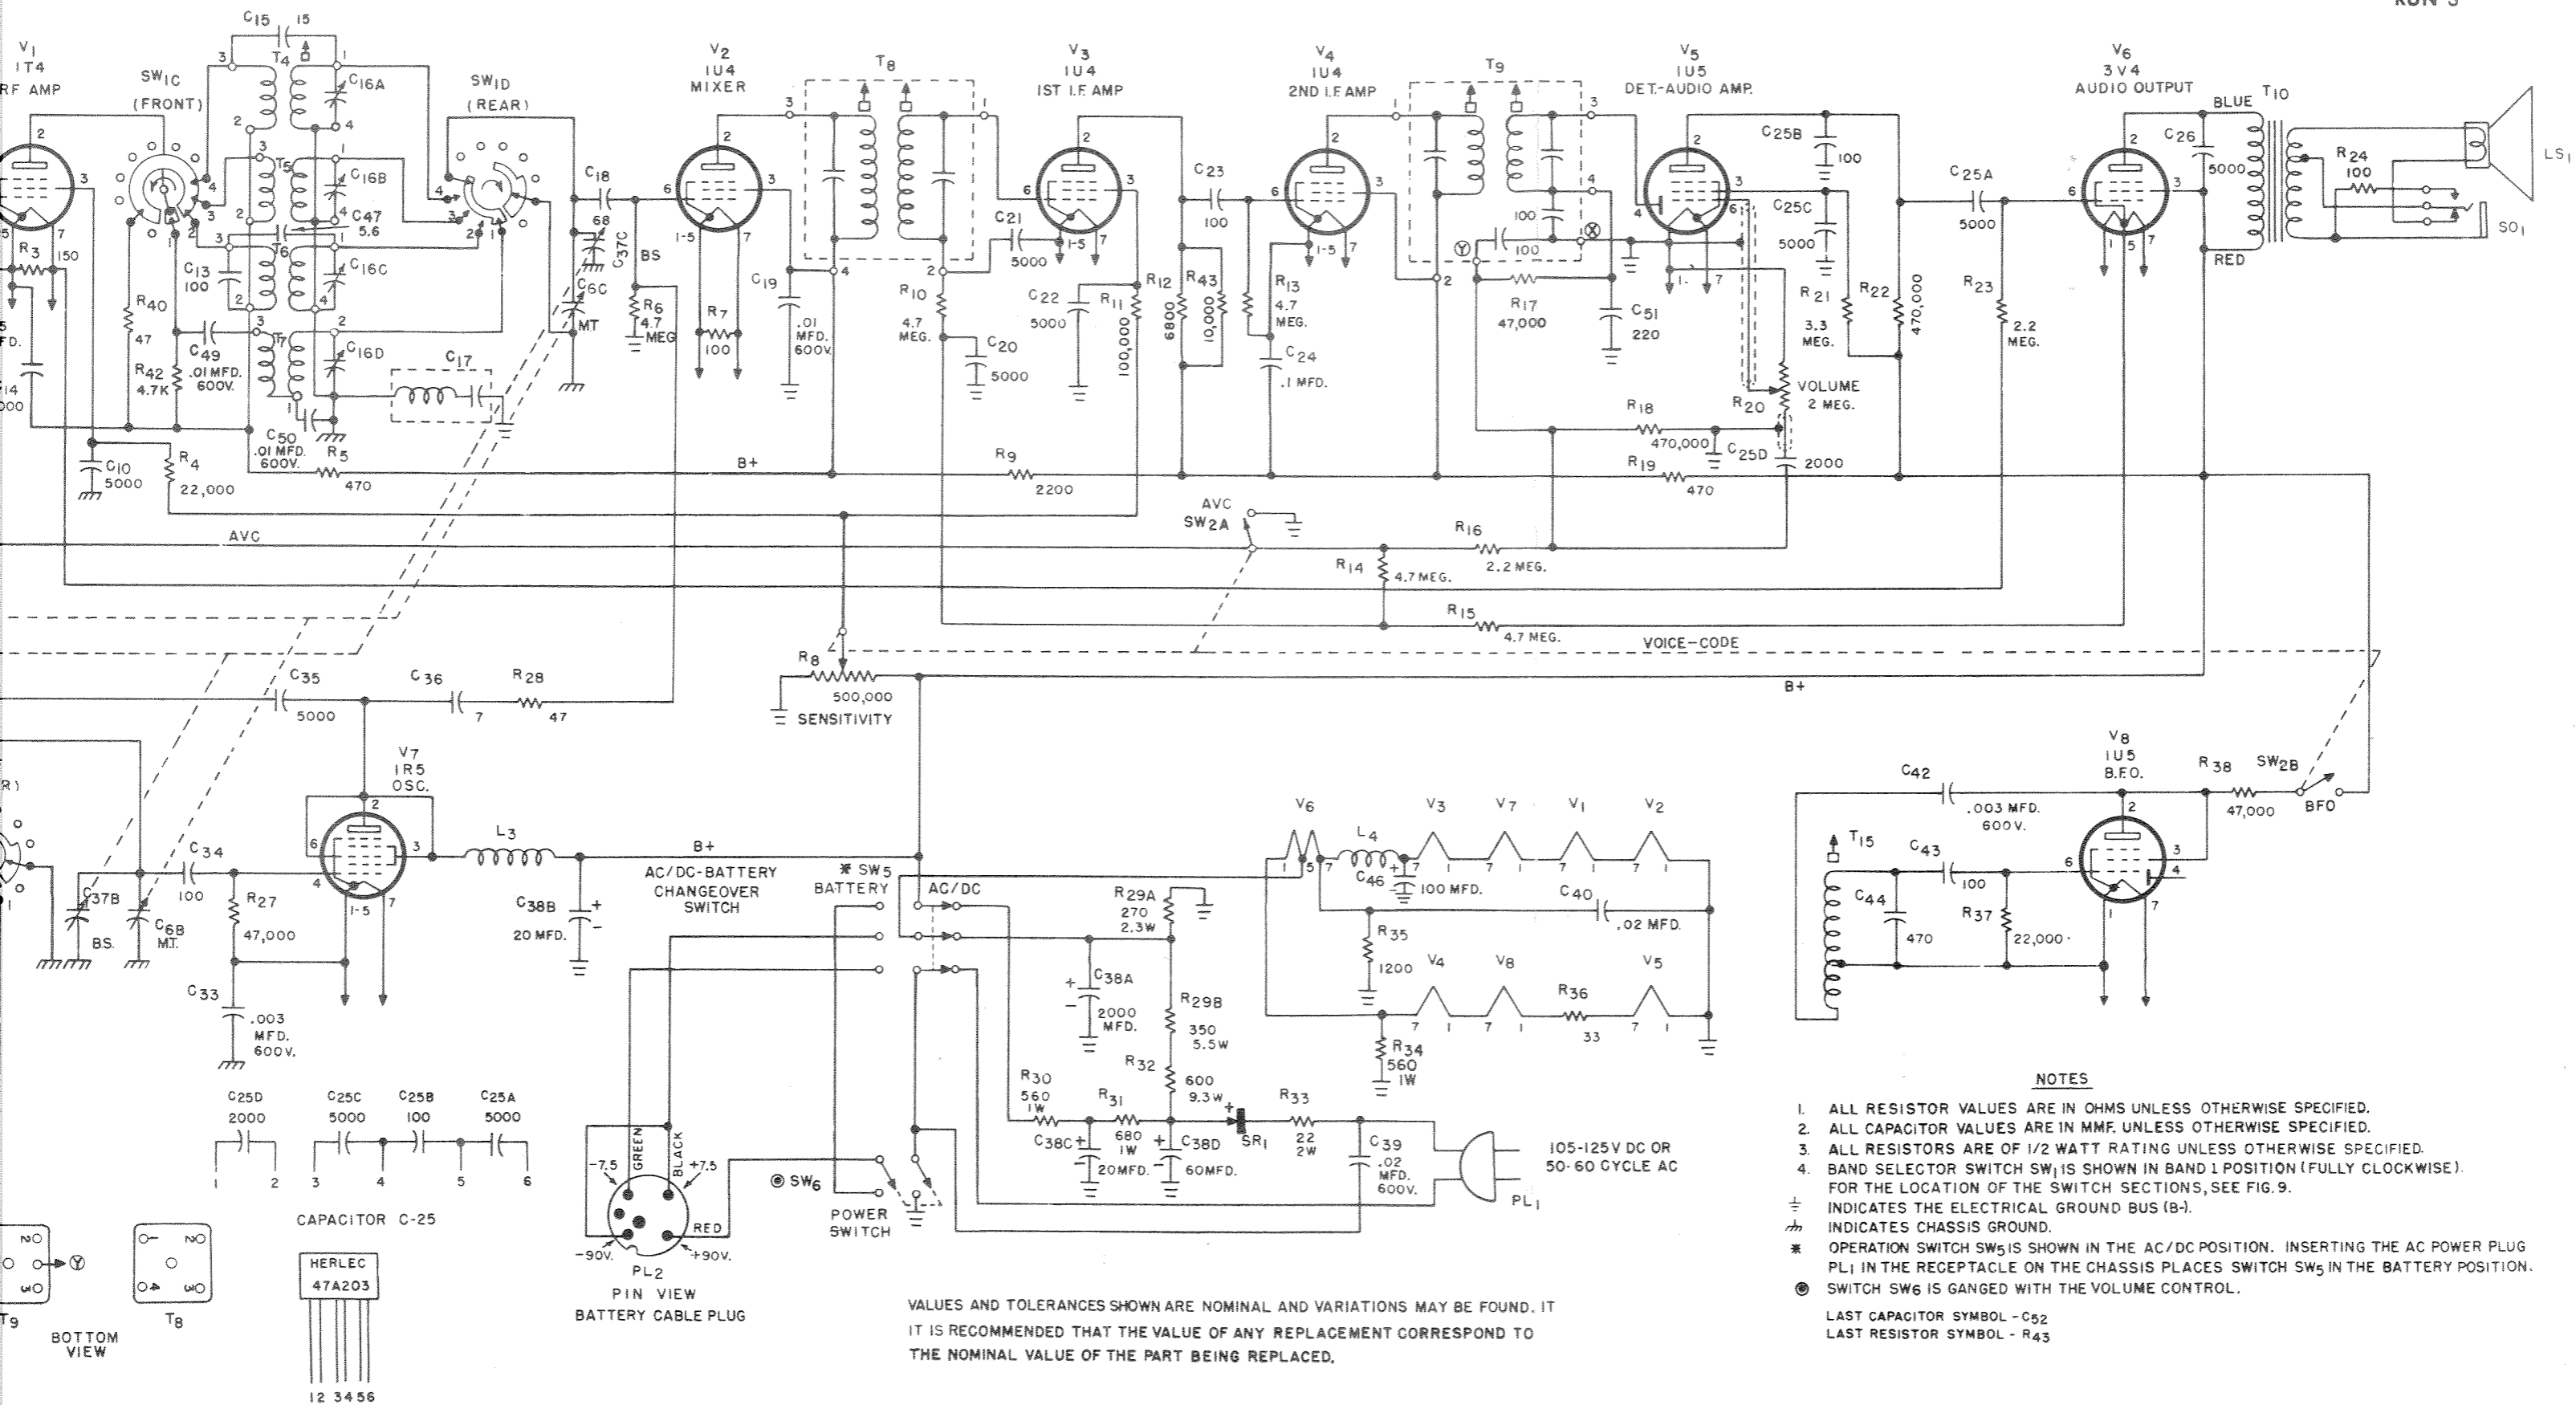 RUN 3
C15
15
V1
1T4
RF AMP
SW1C
(FRONT)
T4
C16A
SW1D
(REAR)
V2
1U4
MIXER
T8
V3
1U4
1ST I.F. AMP
V4
1U4
2ND I.F. AMP
T9
V5
1U5
DET.-AUDIO AMP.
V6
3V4
AUDIO OUTPUT
BLUE
T10
C25B
100
C26
5000
R24
100
LS1
SO1
RED
T5
C16B
C47
5.6
T6
C16C
C13
100
R3
150
C18
68
C37C
BS
C6C
MT
R6
4.7
MEG
R7
100
C19
.01
MFD.
600V.
C21
5000
R10
4.7
MEG.
C20
5000
C22
5000
R11
100,000
R12
6800
R43
10,000
C23
100
R13
4.7
MEG.
C24
.1 MFD.
100
100
Y
X
R17
47,000
C51
220
C25C
5000
C25A
5000
R21
3.3
MEG.
R22
470,000
R23
2.2
MEG.
R40
47
R42
4.7K
C49
.01 MFD.
600V.
T7
C16D
C17
C50
.01 MFD.
600V.
R5
470
C10
5000
R4
22,000
B+
R9
2200
R18
470,000
R20
VOLUME
2 MEG.
C25D
2000
R19
470
AVC
AVC
SW2A
R16
2.2 MEG.
R14
4.7 MEG.
R15
4.7 MEG.
VOICE-CODE
R8
500,000
SENSITIVITY
B+
C35
5000
C36
7
R28
47
V7
1R5
OSC.
L3
B+
C34
100
R27
47,000
C37B
B.S.
C6B
M.T.
C33
.003
MFD.
600V.
C38B
20 MFD.
AC/DC-BATTERY
CHANGEOVER
SWITCH
* SW5
BATTERY
AC/DC
R29A
270
2.3W
C38A
2000
MFD.
R29B
350
5.5W
R32
600
9.3W
R30
560
1W
R31
680
1W
C38C
20MFD.
C38D
60MFD.
SR1
R33
22
2W
C39
.02
MFD.
600V.
PL1
105-125V DC OR
50-60 CYCLE AC
V6
L4
V3
V7
V1
V2
C46
100 MFD.
C40
.02 MFD.
R35
1200
V4
V8
R36
33
V5
R34
560
1W
V8
1U5
B.F.O.
C42
.003 MFD.
600V.
R38
47,000
SW2B
BFO
T15
C43
100
C44
470
R37
22,000
C25D
2000
C25C
5000
C25B
100
C25A
5000
1 2 3 4 5 6
CAPACITOR C-25
HERLEC
47A203
12 3456
T9
T8
BOTTOM
VIEW
GREEN
BLACK
-7.5
+7.5
RED
-90V.
+90V.
PL2
PIN VIEW
BATTERY CABLE PLUG
SW6
POWER
SWITCH
VALUES AND TOLERANCES SHOWN ARE NOMINAL AND VARIATIONS MAY BE FOUND. IT
IT IS RECOMMENDED THAT THE VALUE OF ANY REPLACEMENT CORRESPOND TO
THE NOMINAL VALUE OF THE PART BEING REPLACED.
NOTES
1. ALL RESISTOR VALUES ARE IN OHMS UNLESS OTHERWISE SPECIFIED.
2. ALL CAPACITOR VALUES ARE IN MMF. UNLESS OTHERWISE SPECIFIED.
3. ALL RESISTORS ARE OF 1/2 WATT RATING UNLESS OTHERWISE SPECIFIED.
4. BAND SELECTOR SWITCH SW1 IS SHOWN IN BAND 1 POSITION (FULLY CLOCKWISE).
FOR THE LOCATION OF THE SWITCH SECTIONS, SEE FIG. 9.
INDICATES THE ELECTRICAL GROUND BUS (B-).
INDICATES CHASSIS GROUND.
* OPERATION SWITCH SW5 IS SHOWN IN THE AC/DC POSITION. INSERTING THE AC POWER PLUG
PL1 IN THE RECEPTACLE ON THE CHASSIS PLACES SWITCH SW5 IN THE BATTERY POSITION.
SWITCH SW6 IS GANGED WITH THE VOLUME CONTROL.
LAST CAPACITOR SYMBOL - C52
LAST RESISTOR SYMBOL - R43